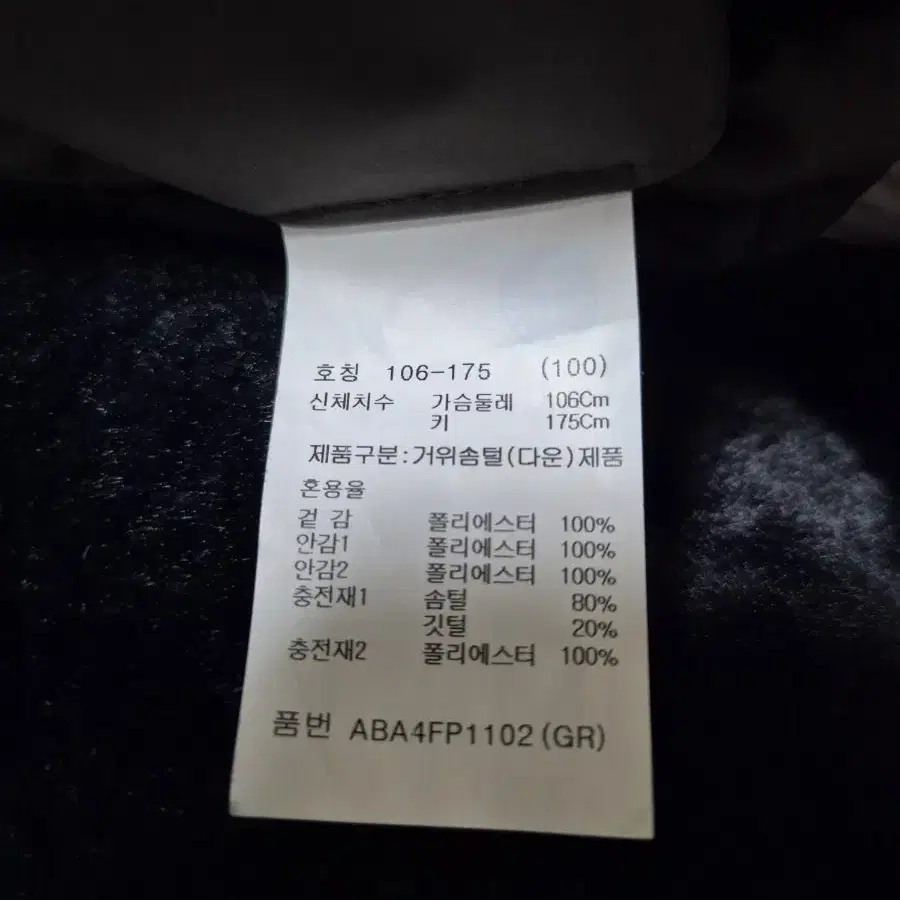 호칭 106-175 (100)
신체치수 가슴둘레 106Cm
키 175Cm
제품구분:거위솜털(다운)제품
혼용율
겉 감 폴리에스터 100%
안감1 폴리에스터 100%
안감2 폴리에스터 100%
충전재1 솜털 80%
깃털 20%
충전재2 폴리에스터 100%
품번 ABA4FP1102(GR)